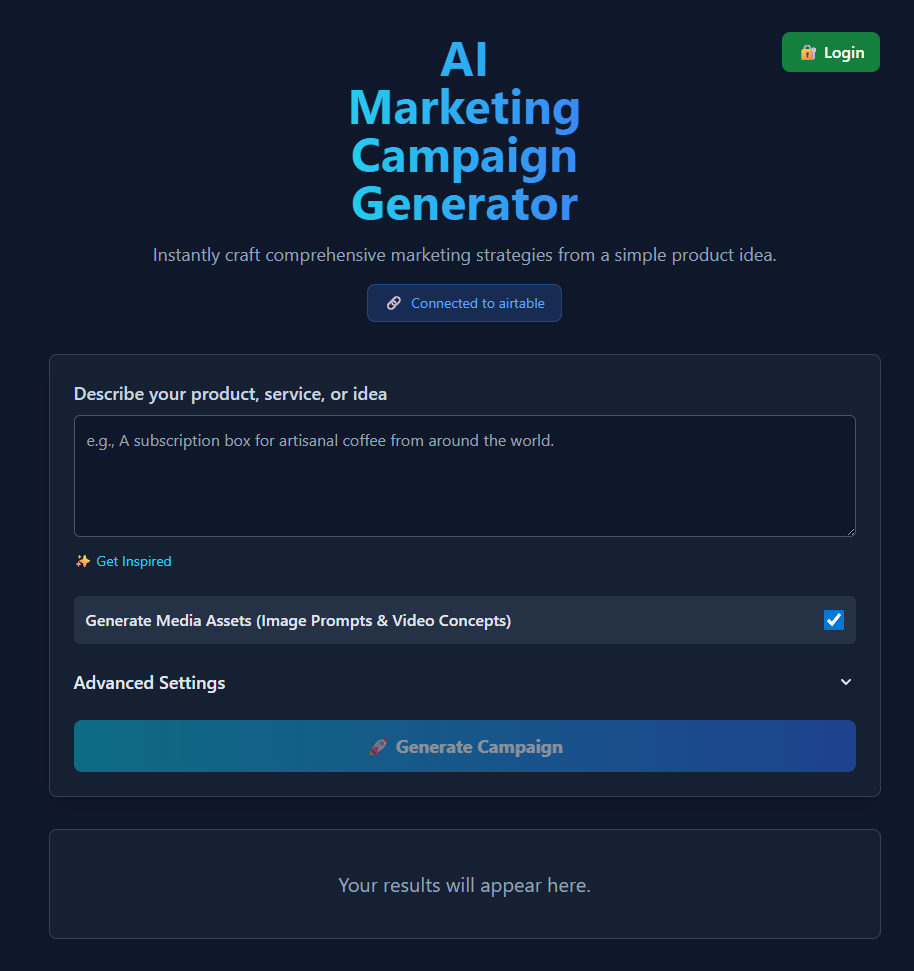 AI
Marketing
Campaign
Generator
Login
Instantly craft comprehensive marketing strategies from a simple product idea.
Connected to airtable
Describe your product, service, or idea
e.g., A subscription box for artisanal coffee from around the world.
Get Inspired
Generate Media Assets (Image Prompts & Video Concepts)
Advanced Settings
Generate Campaign
Your results will appear here.